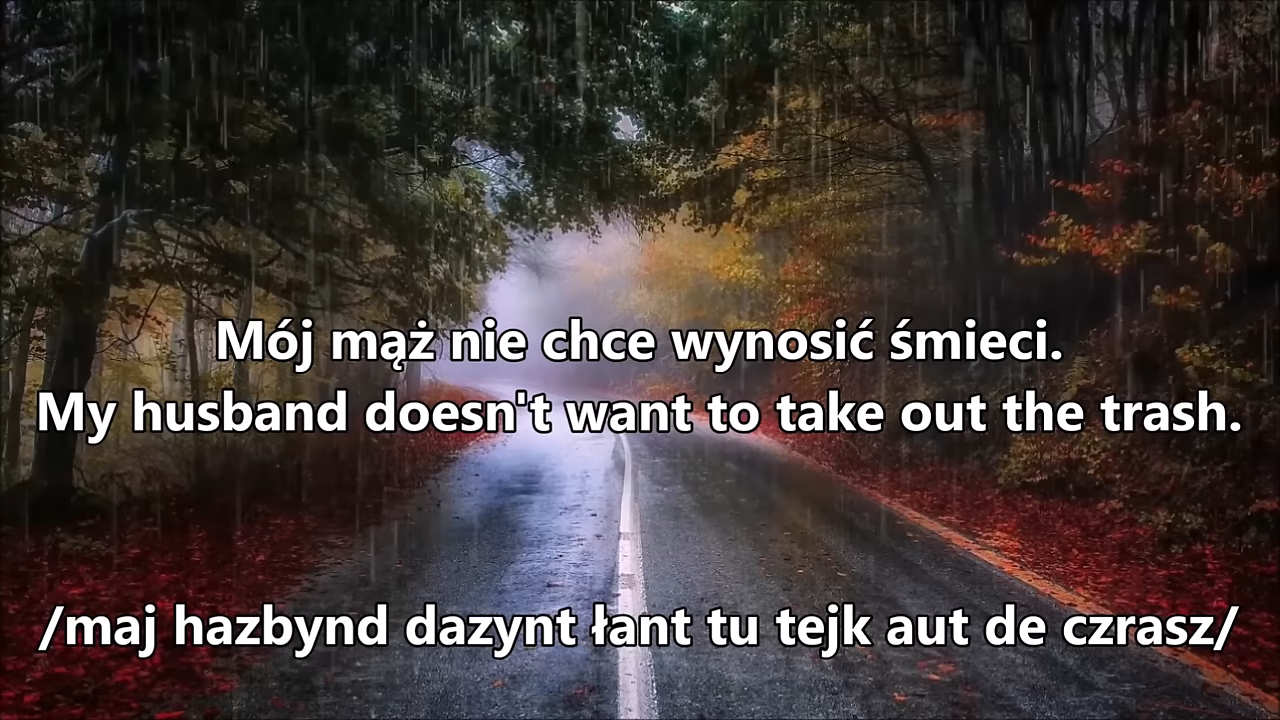 Mój mąż nie chce wynosić śmieci.
My husband doesn't want to take out the trash.
/maj hazbynd dazynt łant tu tejk aut de czrasz/